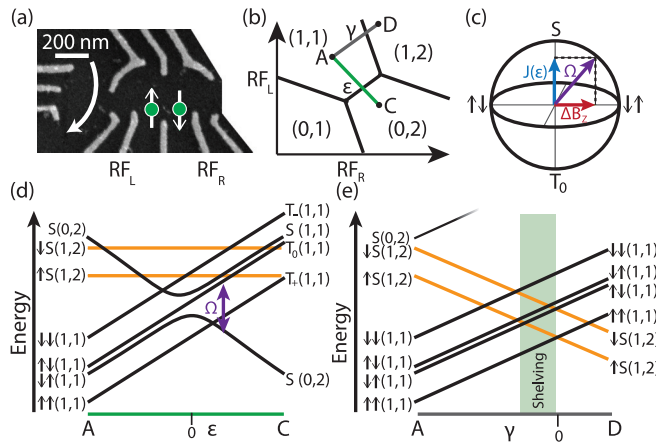 (a)
200 nm
RF_L
RF_R
(b)
(1,1)
γ
D
A
(1,2)
RF_L
ε
C
(0,1)
(0,2)
RF_R
(c)
S
J(ε)
Ω
↑↓
↓↑
ΔB_Z
T_0
(d)
Energy
S(0,2)
↓S(1,2)
↑S(1,2)
↓↓(1,1)
↑↓(1,1)
↓↑(1,1)
↑↑(1,1)
T_-(1,1)
S (1,1)
T_0(1,1)
T_+(1,1)
Ω
S (0,2)
A
0
ε
C
(e)
Energy
S(0,2)
↓S(1,2)
↑S(1,2)
↓↓(1,1)
↑↓(1,1)
↓↑(1,1)
↑↑(1,1)
Shelving
↓↓(1,1)
↓↑(1,1)
↑↓(1,1)
↑↑(1,1)
↓S(1,2)
↑S(1,2)
A
γ
0
D